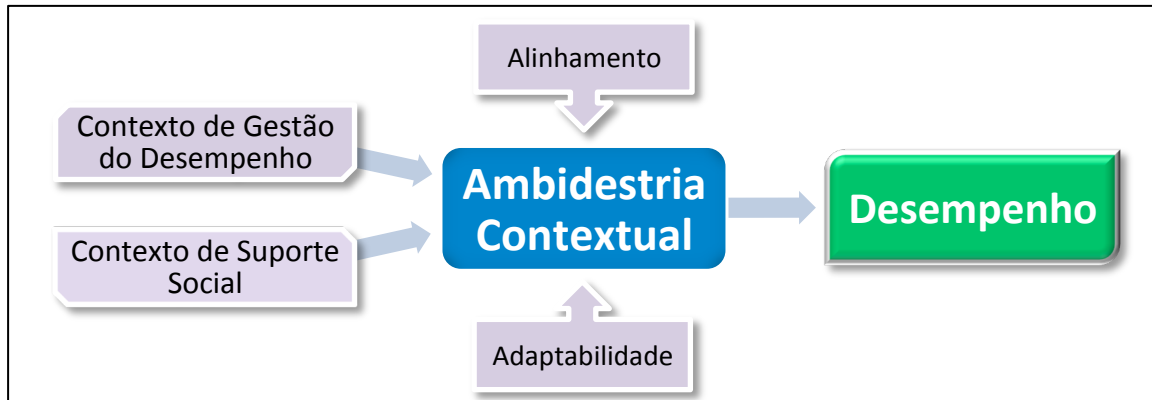 Alinhamento
Contexto de Gestão
do Desempenho
Ambidestria
Contextual
Desempenho
Contexto de Suporte
Social
Adaptabilidade